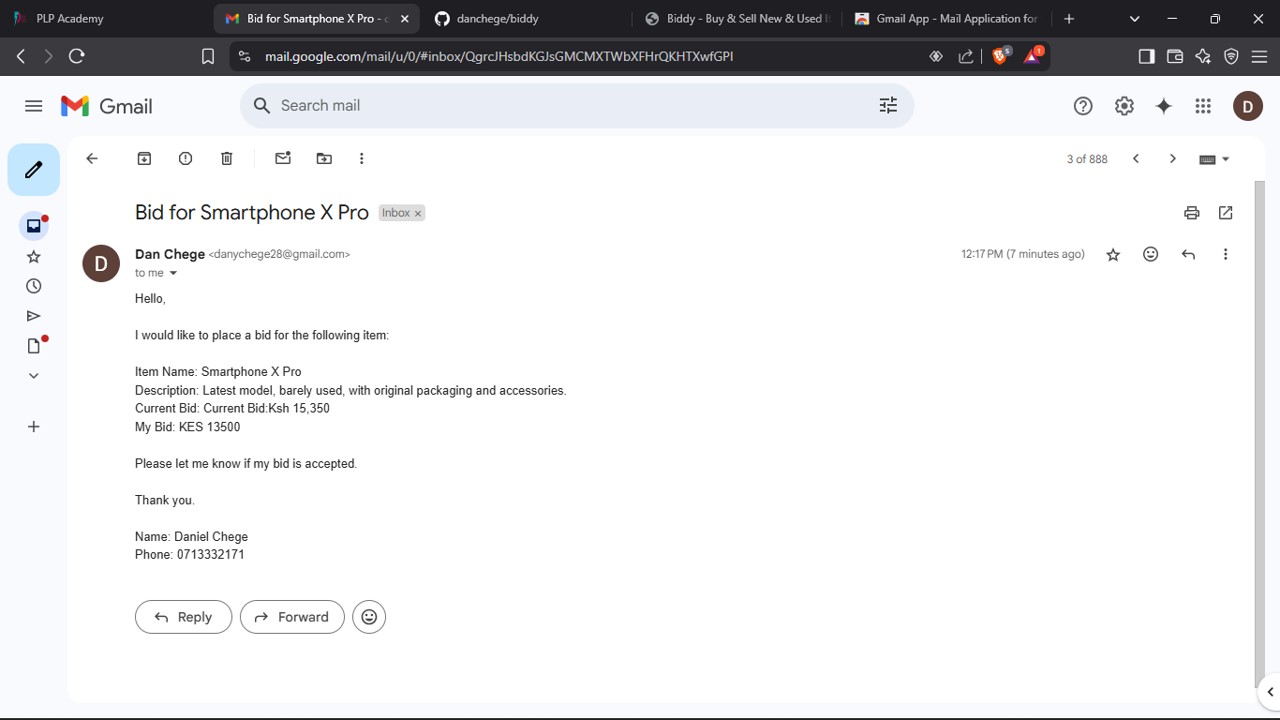 PLP Academy
Bid for Smartphone X Pro - d
danchege/biddy
Biddy - Buy & Sell New & Used It
Gmail App - Mail Application for
mail.google.com/mail/u/0/#inbox/QgrcJHsbdKGJsGMCMXTWbXFHrQKHTXwfGPl
5
1
Gmail
Search mail
D
3 of 888
Bid for Smartphone X Pro
Inbox ×
D
Dan Chege <danychege28@gmail.com>
12:17 PM (7 minutes ago)
to me
Hello,
I would like to place a bid for the following item:
Item Name: Smartphone X Pro
Description: Latest model, barely used, with original packaging and accessories.
Current Bid: Current Bid:Ksh 15,350
My Bid: KES 13500
Please let me know if my bid is accepted.
Thank you.
Name: Daniel Chege
Phone: 0713332171
Reply
Forward